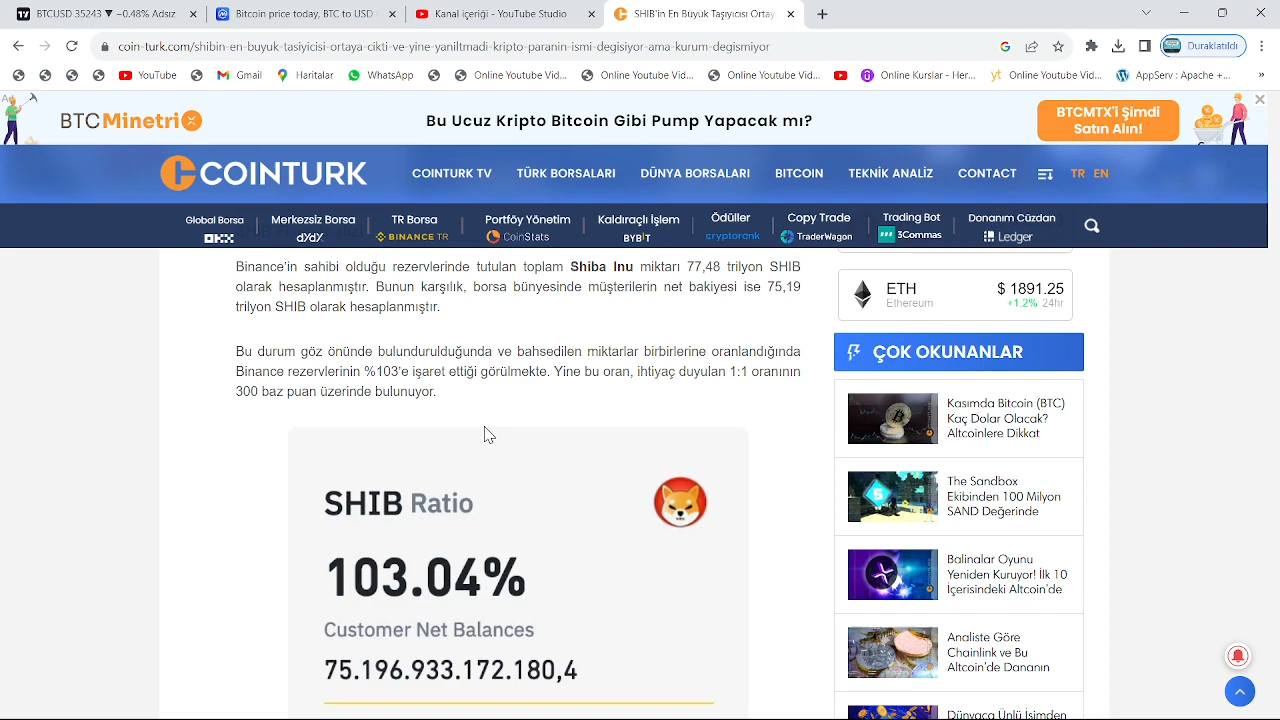 BTCUSD 35243 ▼ −0.48% Adsız
Bitcoin price today, BTC to USD
Kanal içeriği - YouTube Studio
SHIB'in En Büyük Taşıyıcısı Ortay
coin-turk.com/shibin-en-buyuk-tasiyicisi-ortaya-cikti-ve-yine-yaniltmadi-kripto-paranin-ismi-degisiyor-ama-kurum-degismiyor
Duraklatıldı
YouTube
Gmail
Haritalar
WhatsApp
Online Youtube Vid...
Online Youtube Vid...
Online Youtube Vid...
Online Kurslar - Her...
yt Online Youtube Vid...
AppServ : Apache +...
»
BTCMinetrix
Bu Ucuz Kripto Bitcoin Gibi Pump Yapacak mı?
BTCMTX'i Şimdi
Satın Alın!
COINTURK
COINTURK TV
TÜRK BORSALARI
DÜNYA BORSALARI
BITCOIN
TEKNİK ANALİZ
CONTACT
TR EN
Global Borsa
OKX
Merkezsiz Borsa
dYdX
TR Borsa
BINANCE TR
Portföy Yönetim
CoinStats
Kaldıraçlı İşlem
BYBIT
Ödüller
cryptorank
Copy Trade
TraderWagon
Trading Bot
3Commas
Donanım Cüzdan
Ledger
Binance'in sahibi olduğu rezervlerinde tutulan toplam Shiba Inu miktarı 77,48 trilyon SHIB
olarak hesaplanmıştır. Bunun karşılık, borsa bünyesinde müşterilerin net bakiyesi ise 75,19
trilyon SHIB olarak hesaplanmıştır.
Bu durum göz önünde bulundurulduğunda ve bahsedilen miktarlar birbirlerine oranlandığında
Binance rezervlerinin %103'e işaret ettiği görülmekte. Yine bu oran, ihtiyaç duyulan 1:1 oranının
300 baz puan üzerinde bulunuyor.
SHIB Ratio
103.04%
Customer Net Balances
75.196.933.172.180,4
ETH
Ethereum
$ 1891.25
+1.2% 24hr
ÇOK OKUNANLAR
Kasımda Bitcoin (BTC)
Kaç Dolar Olacak?
Altcoinlere Dikkat
The Sandbox
Ekibinden 100 Milyon
SAND Değerinde
Balinalar Oyunu
Yeniden Kuruyor! İlk 10
İçerisindeki Altcoin'de
Analiste Göre
Chainlink ve Bu
Altcoin'de Dananın
Dünyaca Ünlü İsimden